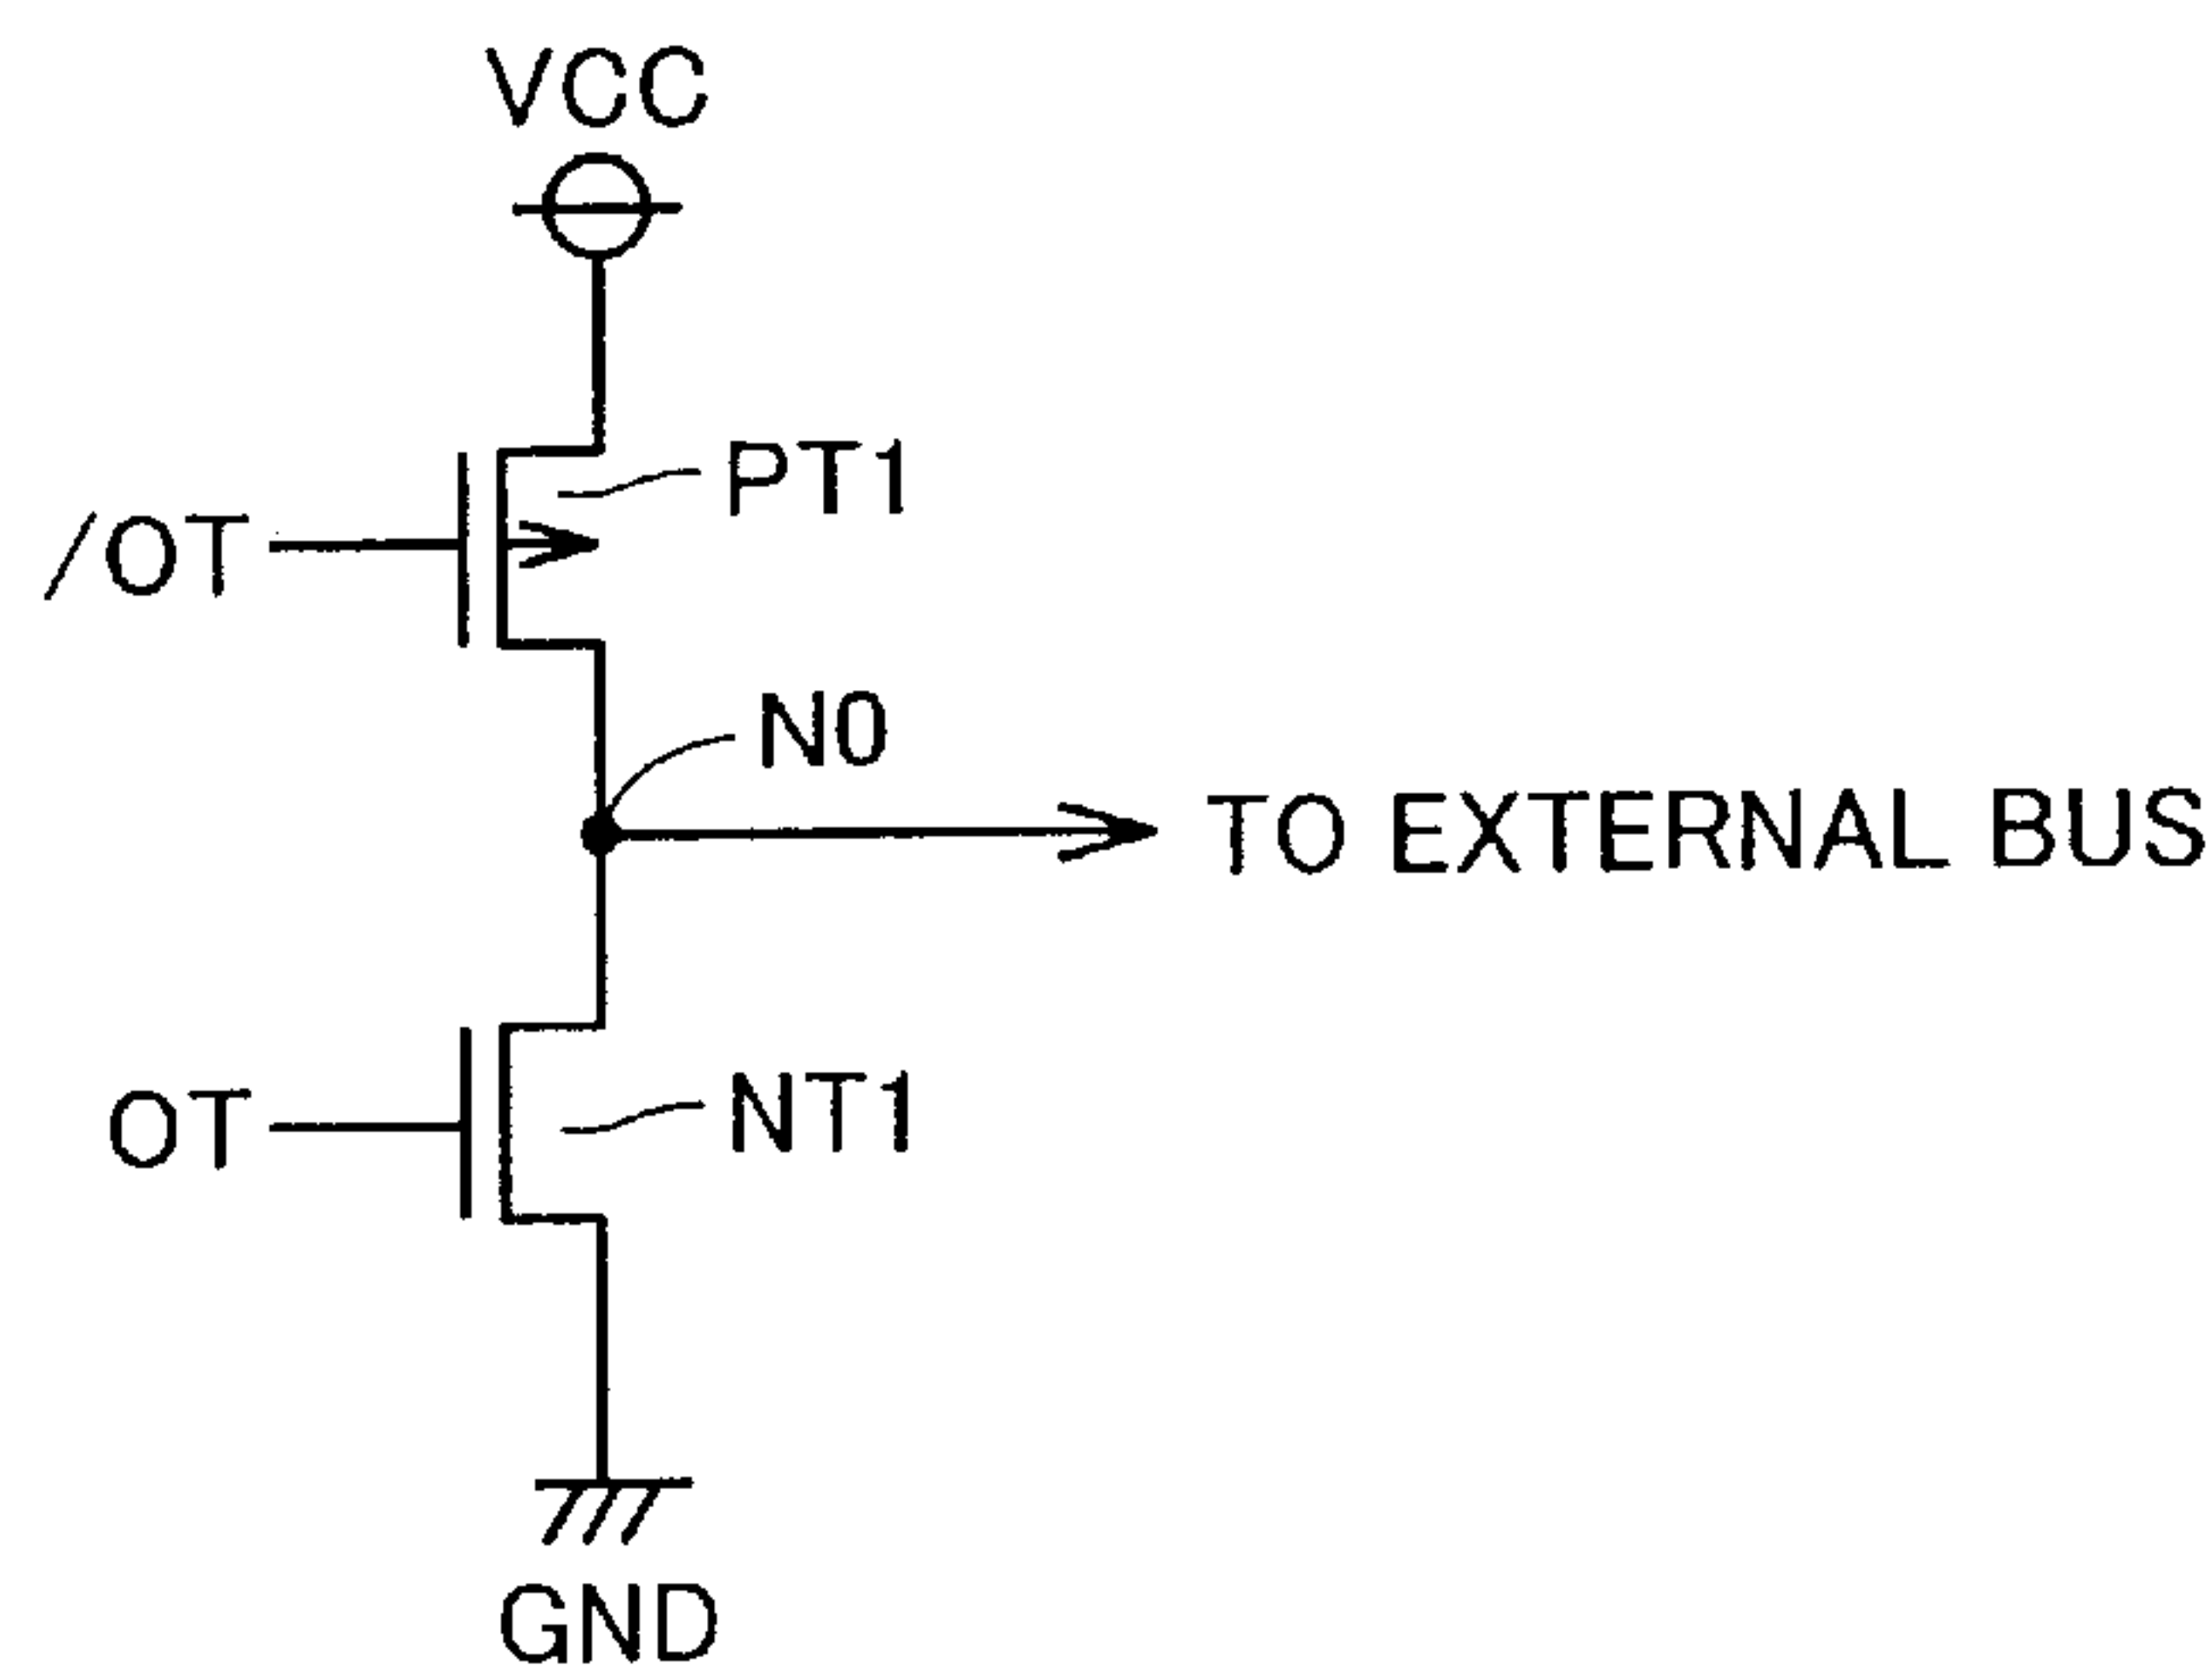 VCC
PT1
/OT
N0
TO EXTERNAL BUS
OT
NT1
GND